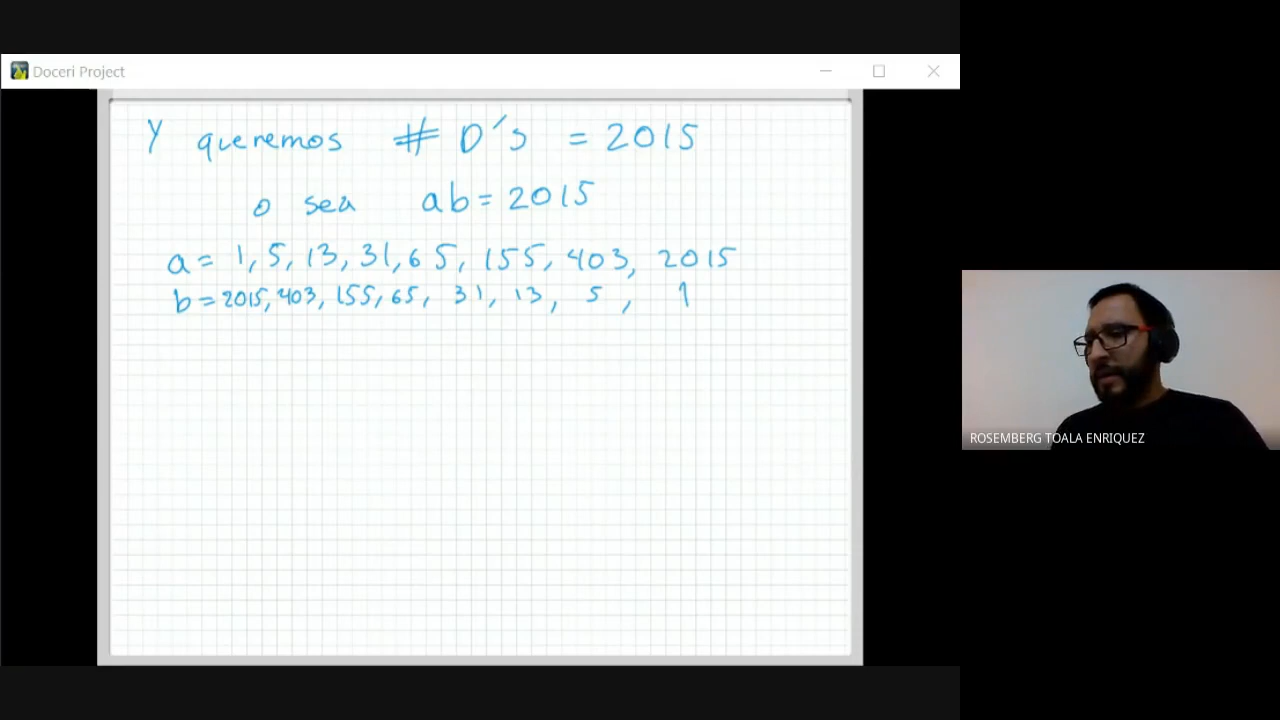 Doceri Project
Y queremos # D's = 2015
o sea ab = 2015
a = 1, 5, 13, 31, 65, 155, 403, 2015
b = 2015, 403, 155, 65, 31, 13, 5, 1
ROSEMBERG TOALA ENRIQUEZ